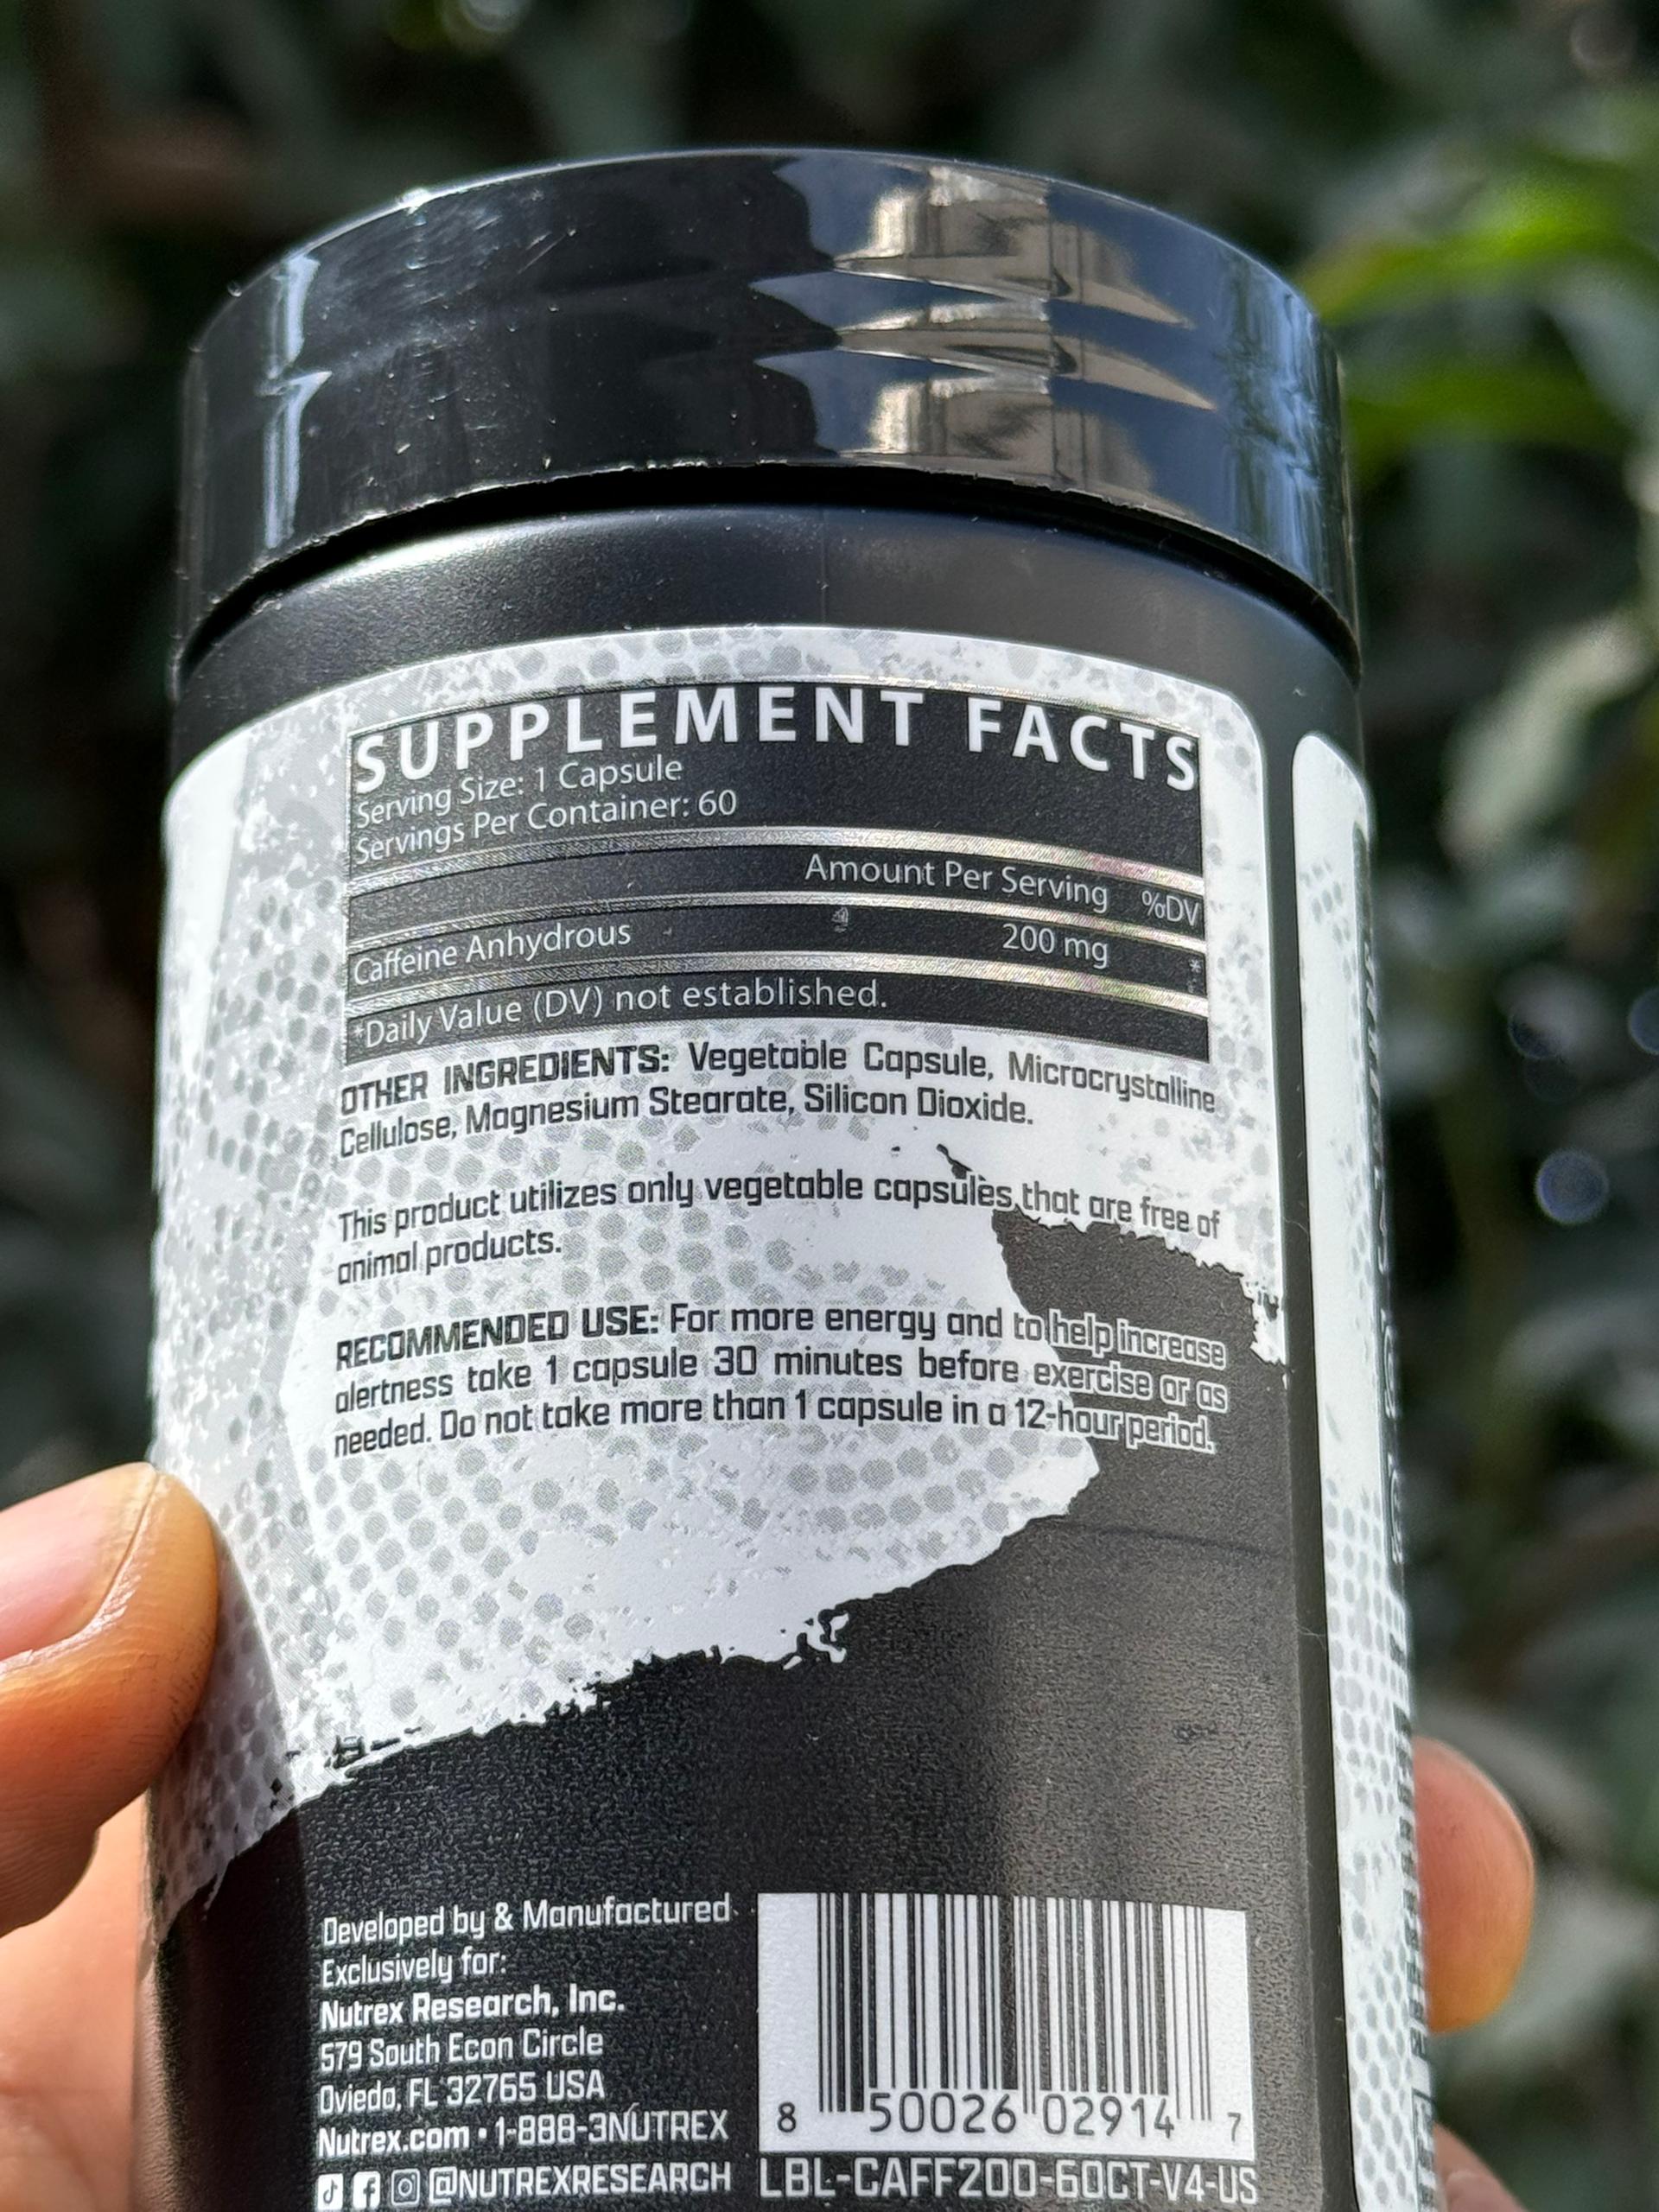 SUPPLEMENT FACTS
Serving Size: 1 Capsule
Servings Per Container: 60
Amount Per Serving %DV
Caffeine Anhydrous 200 mg *
*Daily Value (DV) not established.
OTHER INGREDIENTS: Vegetable Capsule, Microcrystalline
Cellulose, Magnesium Stearate, Silicon Dioxide.
This product utilizes only vegetable capsules that are free of
animal products.
RECOMMENDED USE: For more energy and to help increase
alertness take 1 capsule 30 minutes before exercise or as
needed. Do not take more than 1 capsule in a 12-hour period.
Developed by & Manufactured
Exclusively for:
Nutrex Research, Inc.
579 South Econ Circle
Oviedo, FL 32765 USA
Nutrex.com • 1-888-3NUTREX
@NUTREXRESEARCH
8 50026 02914 7
LBL-CAFF200-60CT-V4-US